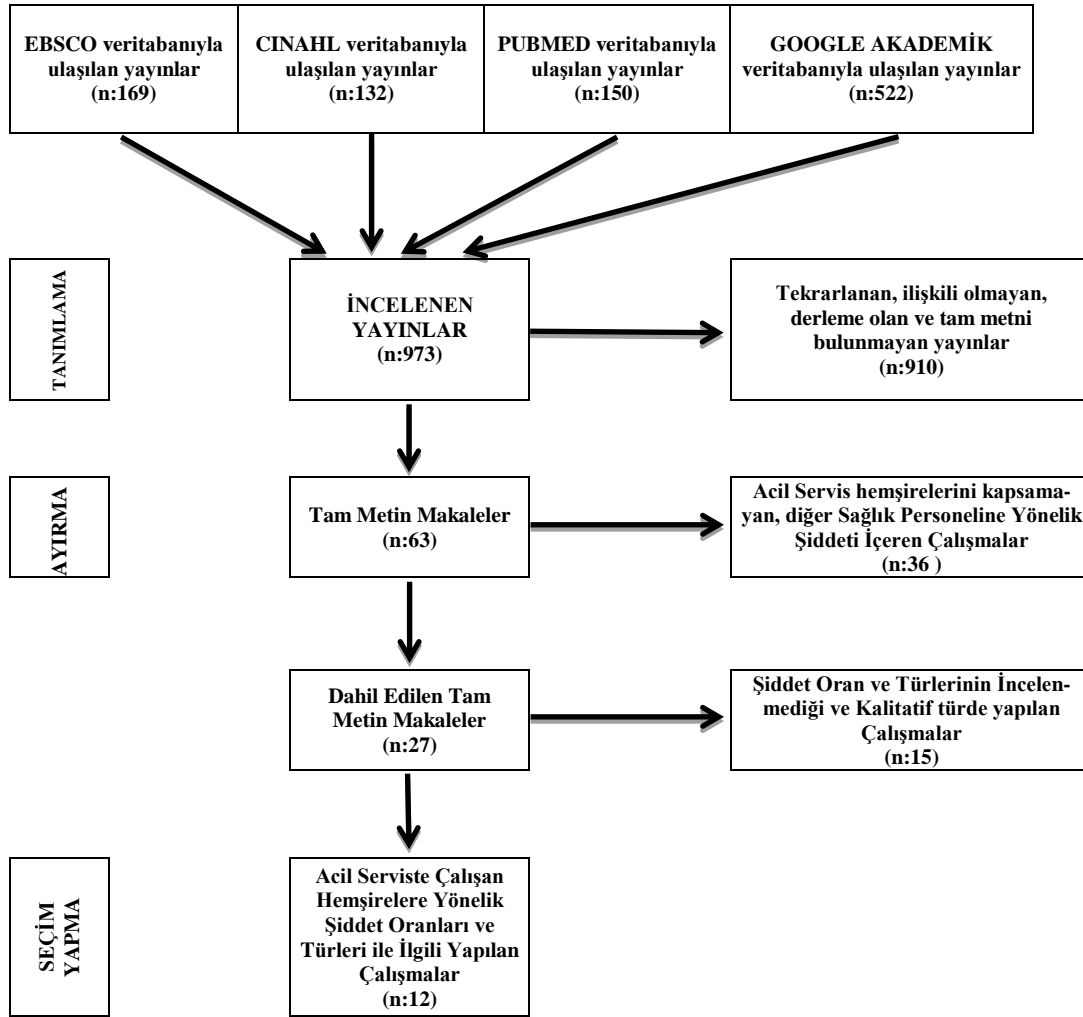 EBSCO veritabanıyla
ulaşılan yayınlar
(n:169)
CINAHL veritabanıyla
ulaşılan yayınlar
(n:132)
PUBMED veritabanıyla
ulaşılan yayınlar
(n:150)
GOOGLE AKADEMİK
veritabanıyla ulaşılan yayınlar
(n:522)
TANIMLAMA
İNCELENEN
YAYINLAR
(n:973)
Tekrarlanan, ilişkili olmayan,
derleme olan ve tam metni
bulunmayan yayınlar
(n:910)
AYIRMA
Tam Metin Makaleler
(n:63)
Acil Servis hemşirelerini kapsama-
yan, diğer Sağlık Personeline Yönelik
Şiddeti İçeren Çalışmalar
(n:36 )
Dahil Edilen Tam
Metin Makaleler
(n:27)
Şiddet Oran ve Türlerinin İncelen-
mediği ve Kalitatif türde yapılan
Çalışmalar
(n:15)
SEÇİM
YAPMA
Acil Serviste Çalışan
Hemşirelere Yönelik
Şiddet Oranları ve
Türleri ile İlgili Yapılan
Çalışmalar
(n:12)